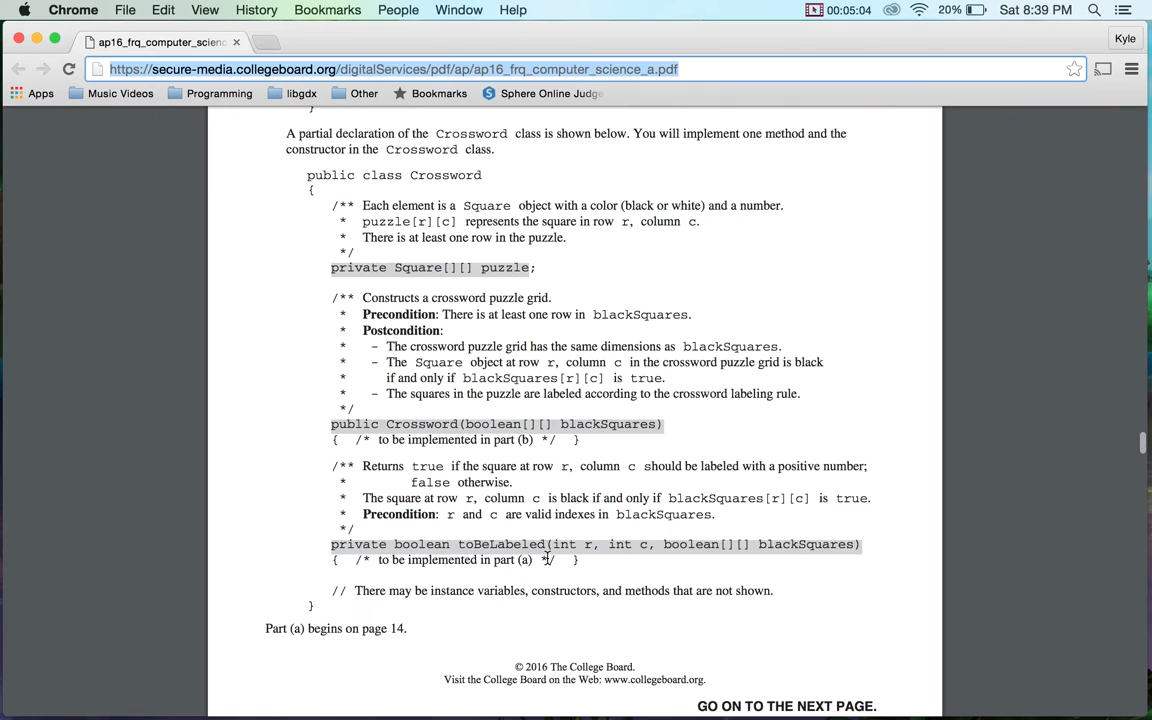 Chrome File Edit View History Bookmarks People Window Help 00:05:04 20% Sat 8:39 PM
ap16_frq_computer_scienc Kyle
https://secure-media.collegeboard.org/digitalServices/pdf/ap/ap16_frq_computer_science_a.pdf
Apps Music Videos Programming libgdx Other Bookmarks Sphere Online Judge
}
A partial declaration of the Crossword class is shown below. You will implement one method and the
constructor in the Crossword class.
public class Crossword
{
/** Each element is a Square object with a color (black or white) and a number.
* puzzle[r][c] represents the square in row r, column c.
* There is at least one row in the puzzle.
*/
private Square[][] puzzle;
/** Constructs a crossword puzzle grid.
* Precondition: There is at least one row in blackSquares.
* Postcondition:
* – The crossword puzzle grid has the same dimensions as blackSquares.
* – The Square object at row r, column c in the crossword puzzle grid is black
* if and only if blackSquares[r][c] is true.
* – The squares in the puzzle are labeled according to the crossword labeling rule.
*/
public Crossword(boolean[][] blackSquares)
{ /* to be implemented in part (b) */ }
/** Returns true if the square at row r, column c should be labeled with a positive number;
* false otherwise.
* The square at row r, column c is black if and only if blackSquares[r][c] is true.
* Precondition: r and c are valid indexes in blackSquares.
*/
private boolean toBeLabeled(int r, int c, boolean[][] blackSquares)
{ /* to be implemented in part (a) */ }
// There may be instance variables, constructors, and methods that are not shown.
}
Part (a) begins on page 14.
© 2016 The College Board.
Visit the College Board on the Web: www.collegeboard.org.
GO ON TO THE NEXT PAGE.